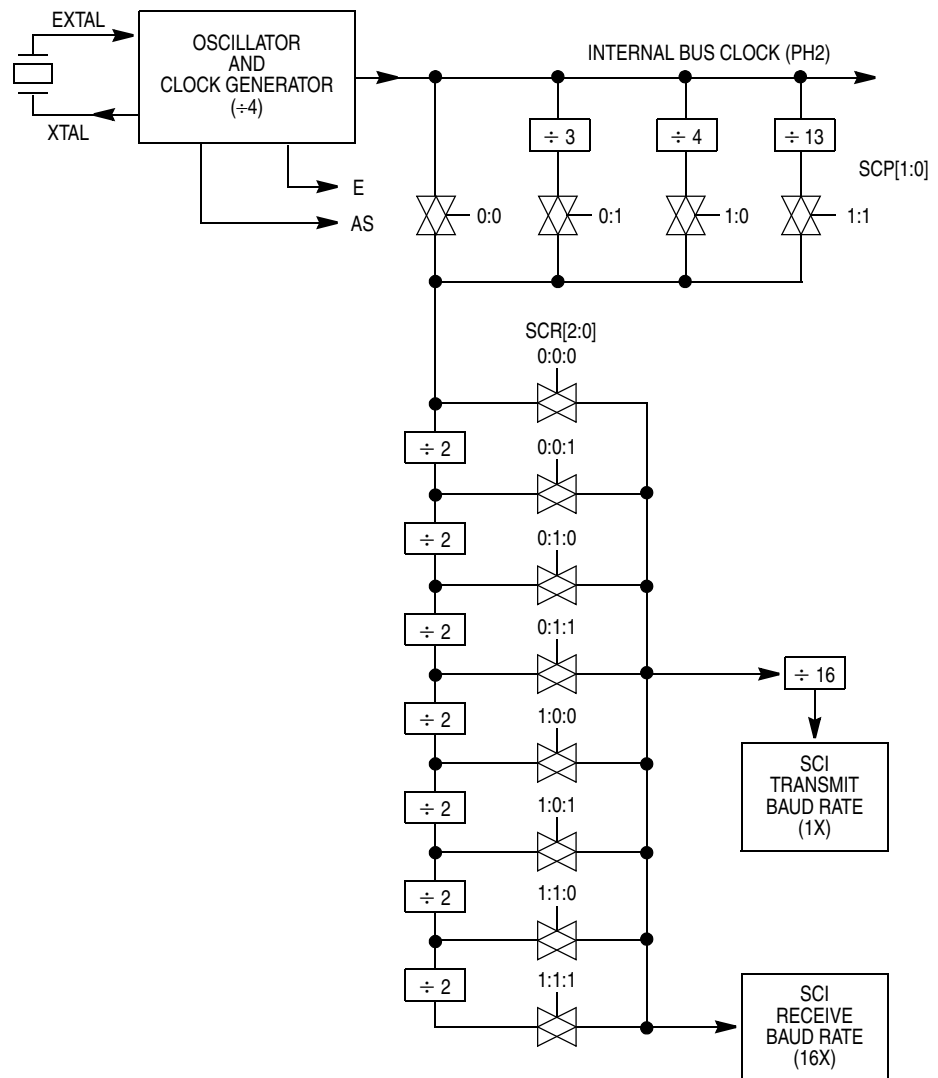 EXTAL
OSCILLATOR
AND
CLOCK GENERATOR
(÷4)
XTAL
E
AS
INTERNAL BUS CLOCK (PH2)
÷ 3
÷ 4
÷ 13
SCP[1:0]
0:0
0:1
1:0
1:1
SCR[2:0]
0:0:0
÷ 2
0:0:1
÷ 2
0:1:0
÷ 2
0:1:1
÷ 2
1:0:0
÷ 2
1:0:1
÷ 2
1:1:0
÷ 2
1:1:1
÷ 16
SCI
TRANSMIT
BAUD RATE
(1X)
SCI
RECEIVE
BAUD RATE
(16X)